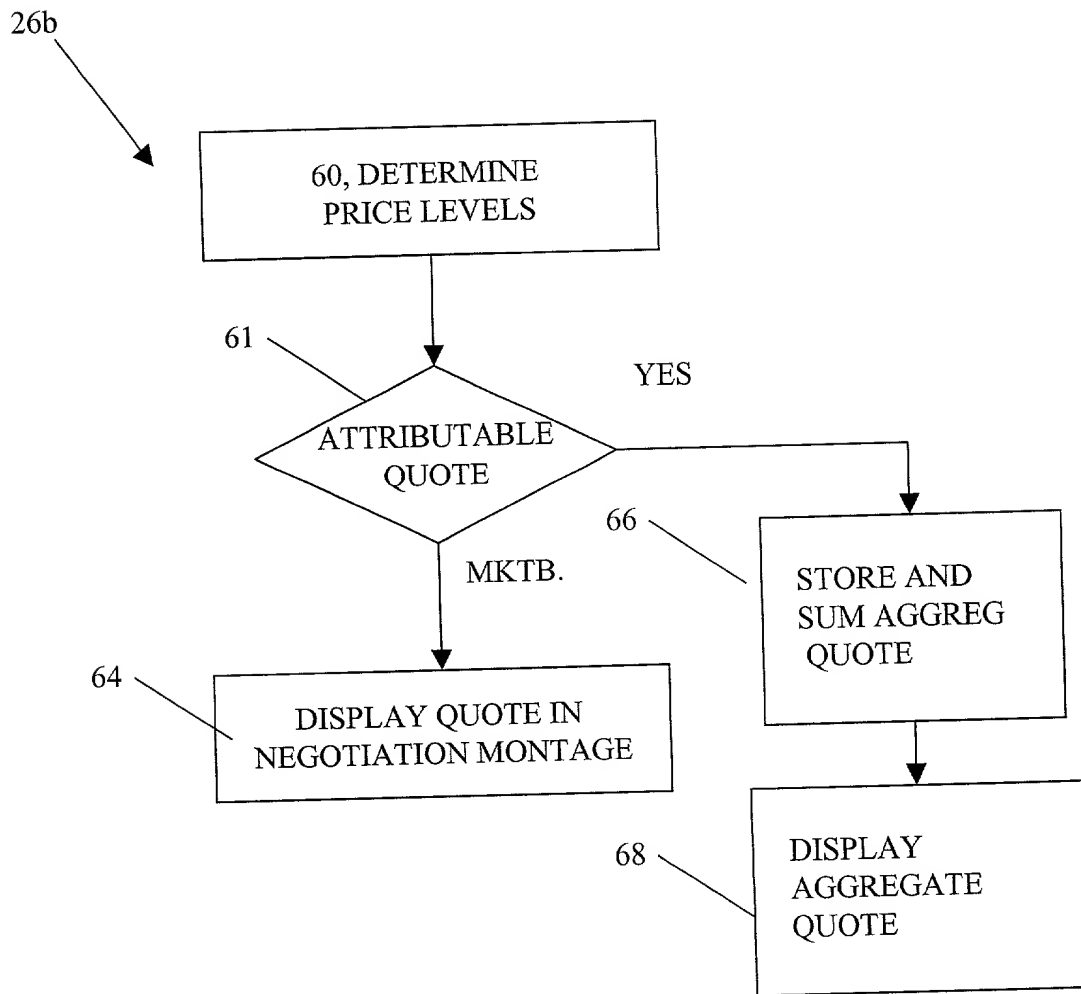 26b
60, DETERMINE
PRICE LEVELS
61
YES
ATTRIBUTABLE
QUOTE
66
MKTB.
STORE AND
SUM AGGREG
QUOTE
64
DISPLAY QUOTE IN
NEGOTIATION MONTAGE
68
DISPLAY
AGGREGATE
QUOTE